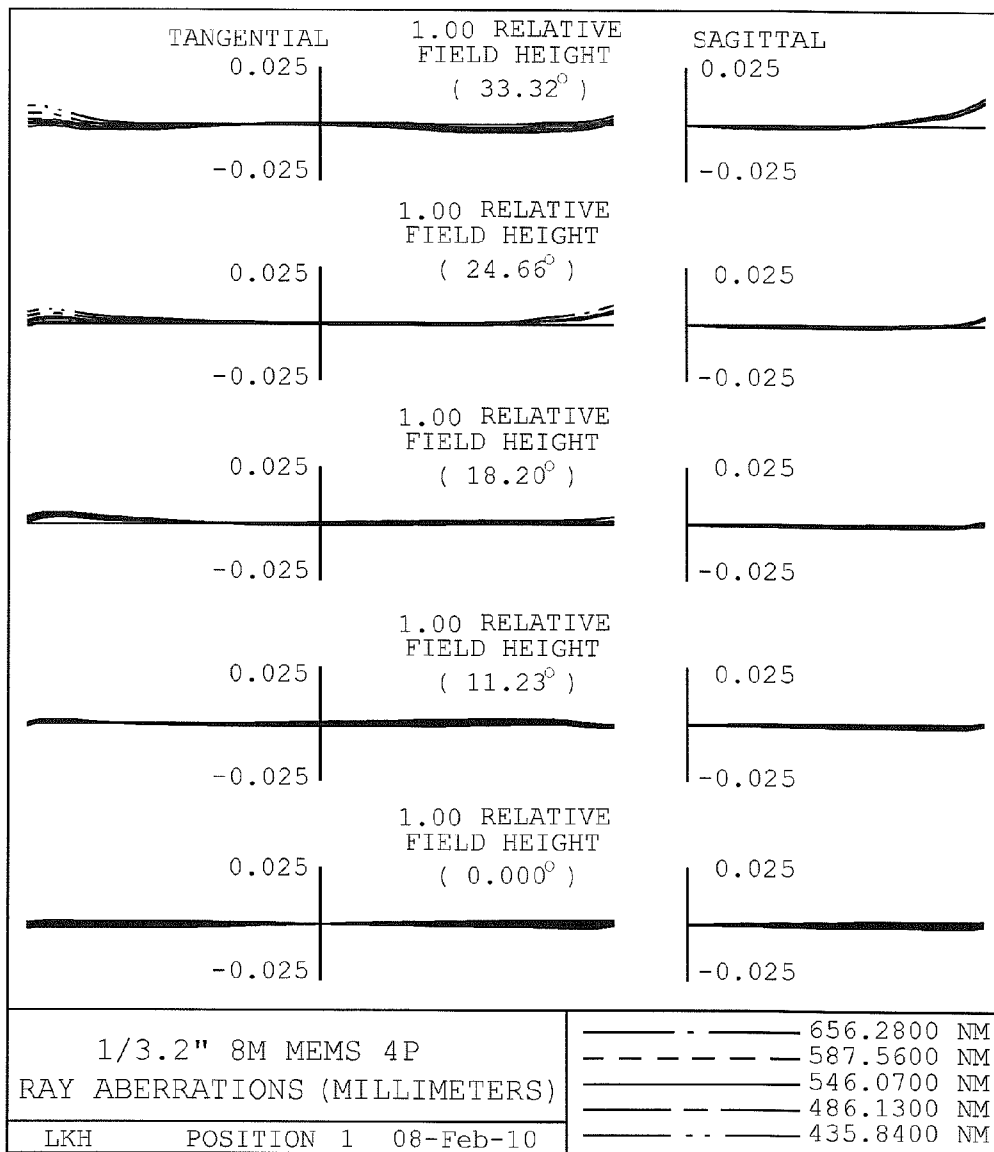 TANGENTIAL
1.00 RELATIVE
FIELD HEIGHT
( 33.32° )
SAGITTAL
0.025
0.025
-0.025
-0.025
1.00 RELATIVE
FIELD HEIGHT
( 24.66° )
0.025
0.025
-0.025
-0.025
1.00 RELATIVE
FIELD HEIGHT
( 18.20° )
0.025
0.025
-0.025
-0.025
1.00 RELATIVE
FIELD HEIGHT
( 11.23° )
0.025
0.025
-0.025
-0.025
1.00 RELATIVE
FIELD HEIGHT
( 0.000° )
0.025
0.025
-0.025
-0.025
1/3.2" 8M MEMS 4P
RAY ABERRATIONS (MILLIMETERS)
LKH POSITION 1 08-Feb-10
656.2800 NM
587.5600 NM
546.0700 NM
486.1300 NM
435.8400 NM